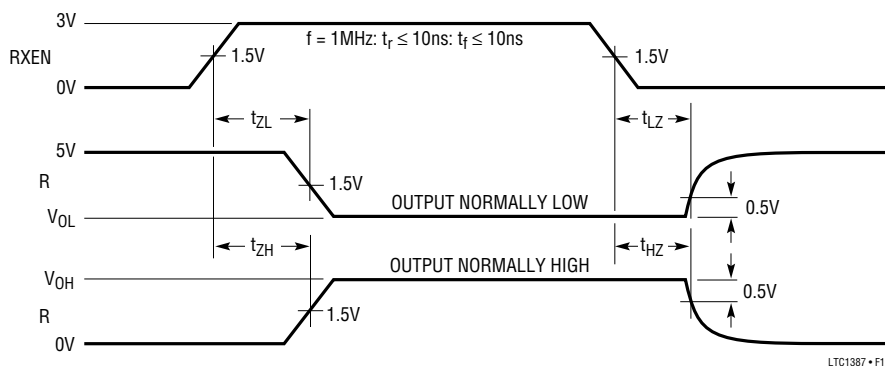 3V
RXEN
0V
1.5V
f = 1MHz: tr ≤ 10ns: tf ≤ 10ns
1.5V
tZL
tLZ
5V
R
VOL
1.5V
OUTPUT NORMALLY LOW
0.5V
tZH
tHZ
VOH
R
0V
OUTPUT NORMALLY HIGH
1.5V
0.5V
LTC1387 • F1